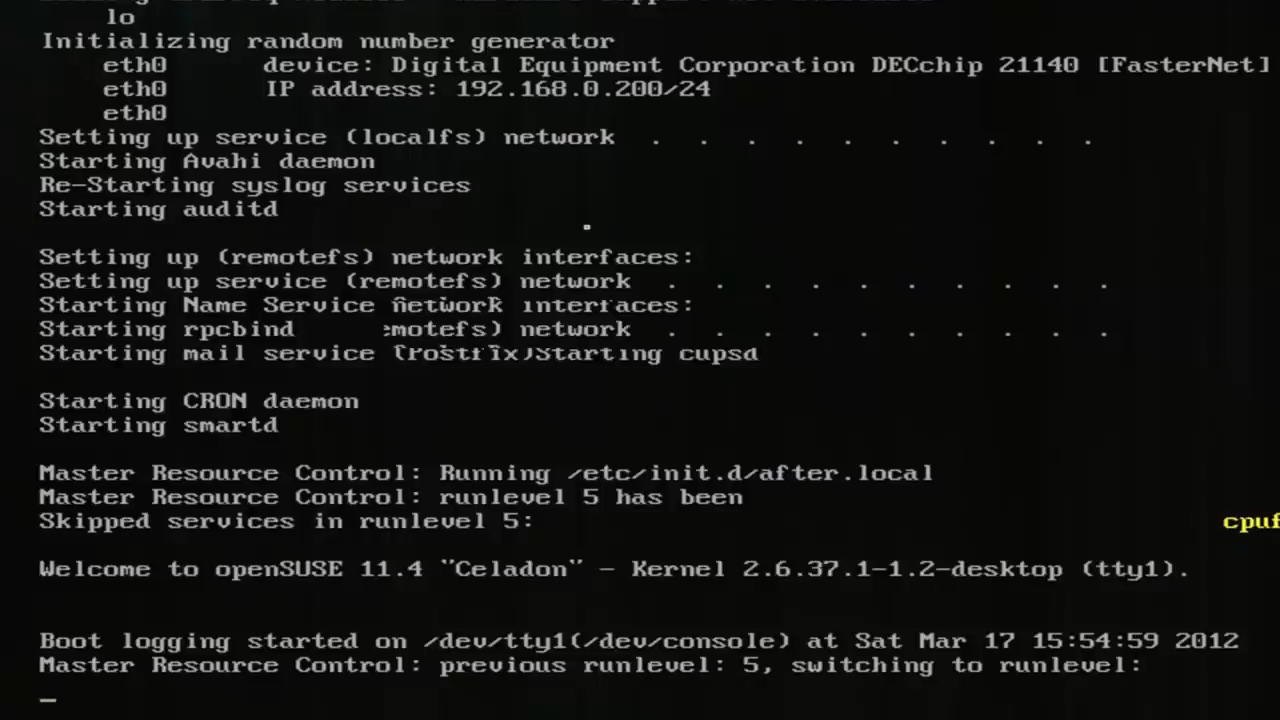 lo
Initializing random number generator
eth0 device: Digital Equipment Corporation DECchip 21140 [FasterNet]
eth0 IP address: 192.168.0.200/24
eth0
Setting up service (localfs) network . . . . . . . . . .
Starting Avahi daemon
Re-Starting syslog services
Starting auditd
Setting up (remotefs) network interfaces:
Setting up service (remotefs) network . . . . . . . . . .
Starting Name Service network interfaces:
Starting rpcbind emotefs) network . . . . . . . . . .
Starting mail service (Postfix)Starting cupsd
Starting CRON daemon
Starting smartd
Master Resource Control: Running /etc/init.d/after.local
Master Resource Control: runlevel 5 has been
Skipped services in runlevel 5: cpuf
Welcome to openSUSE 11.4 "Celadon" - Kernel 2.6.37.1-1.2-desktop (tty1).
Boot logging started on /dev/tty1(/dev/console) at Sat Mar 17 15:54:59 2012
Master Resource Control: previous runlevel: 5, switching to runlevel:
_